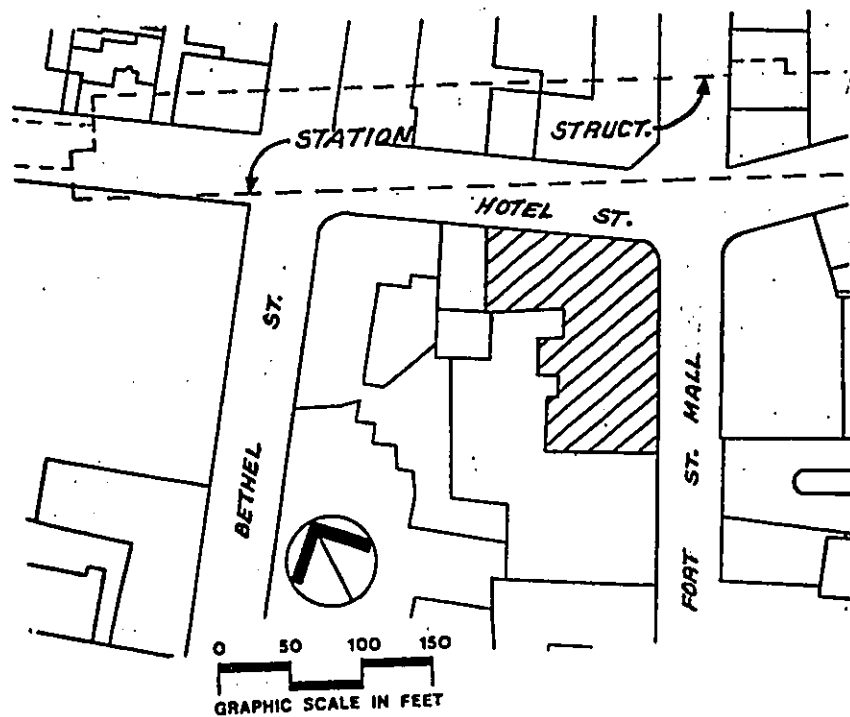 STATION
STRUCT.
HOTEL ST.
BETHEL ST.
FORT ST. MALL
0 50 100 150
GRAPHIC SCALE IN FEET